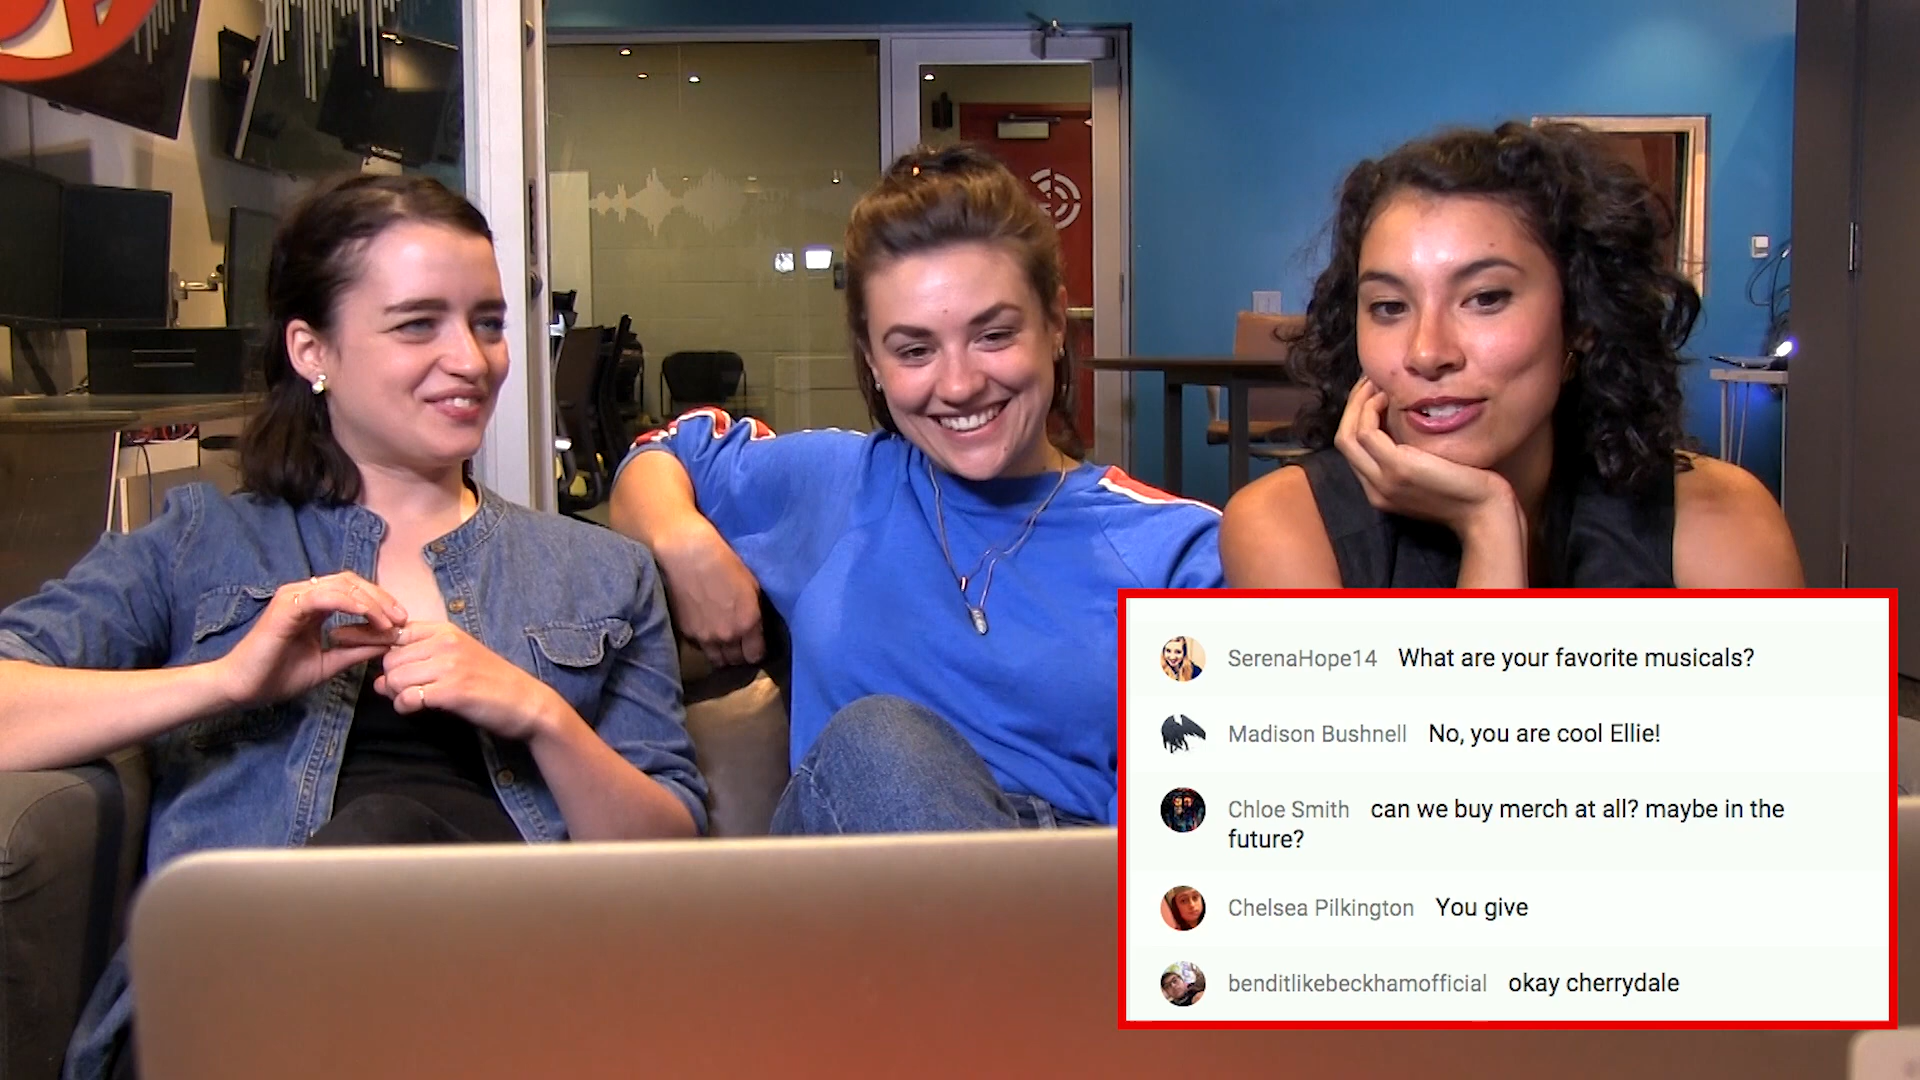 SerenaHope14 What are your favorite musicals?
Madison Bushnell No, you are cool Ellie!
Chloe Smith can we buy merch at all? maybe in the
future?
Chelsea Pilkington You give
benditlikebeckhamofficial okay cherrydale